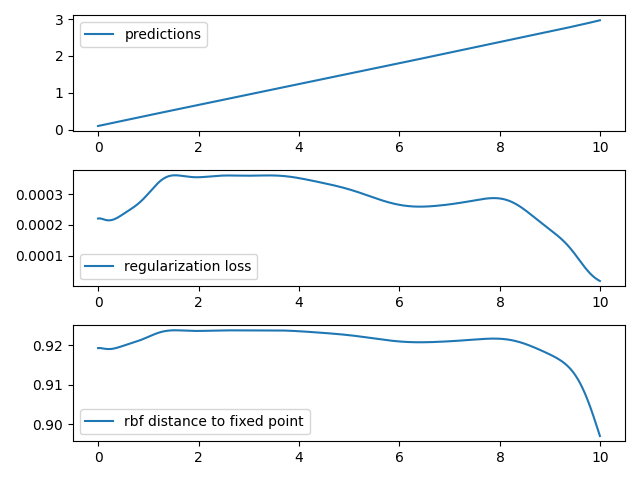 3
2
1
0
predictions
0 2 4 6 8 10
0.0003
0.0002
0.0001
regularization loss
0 2 4 6 8 10
0.92
0.91
0.90
rbf distance to fixed point
0 2 4 6 8 10